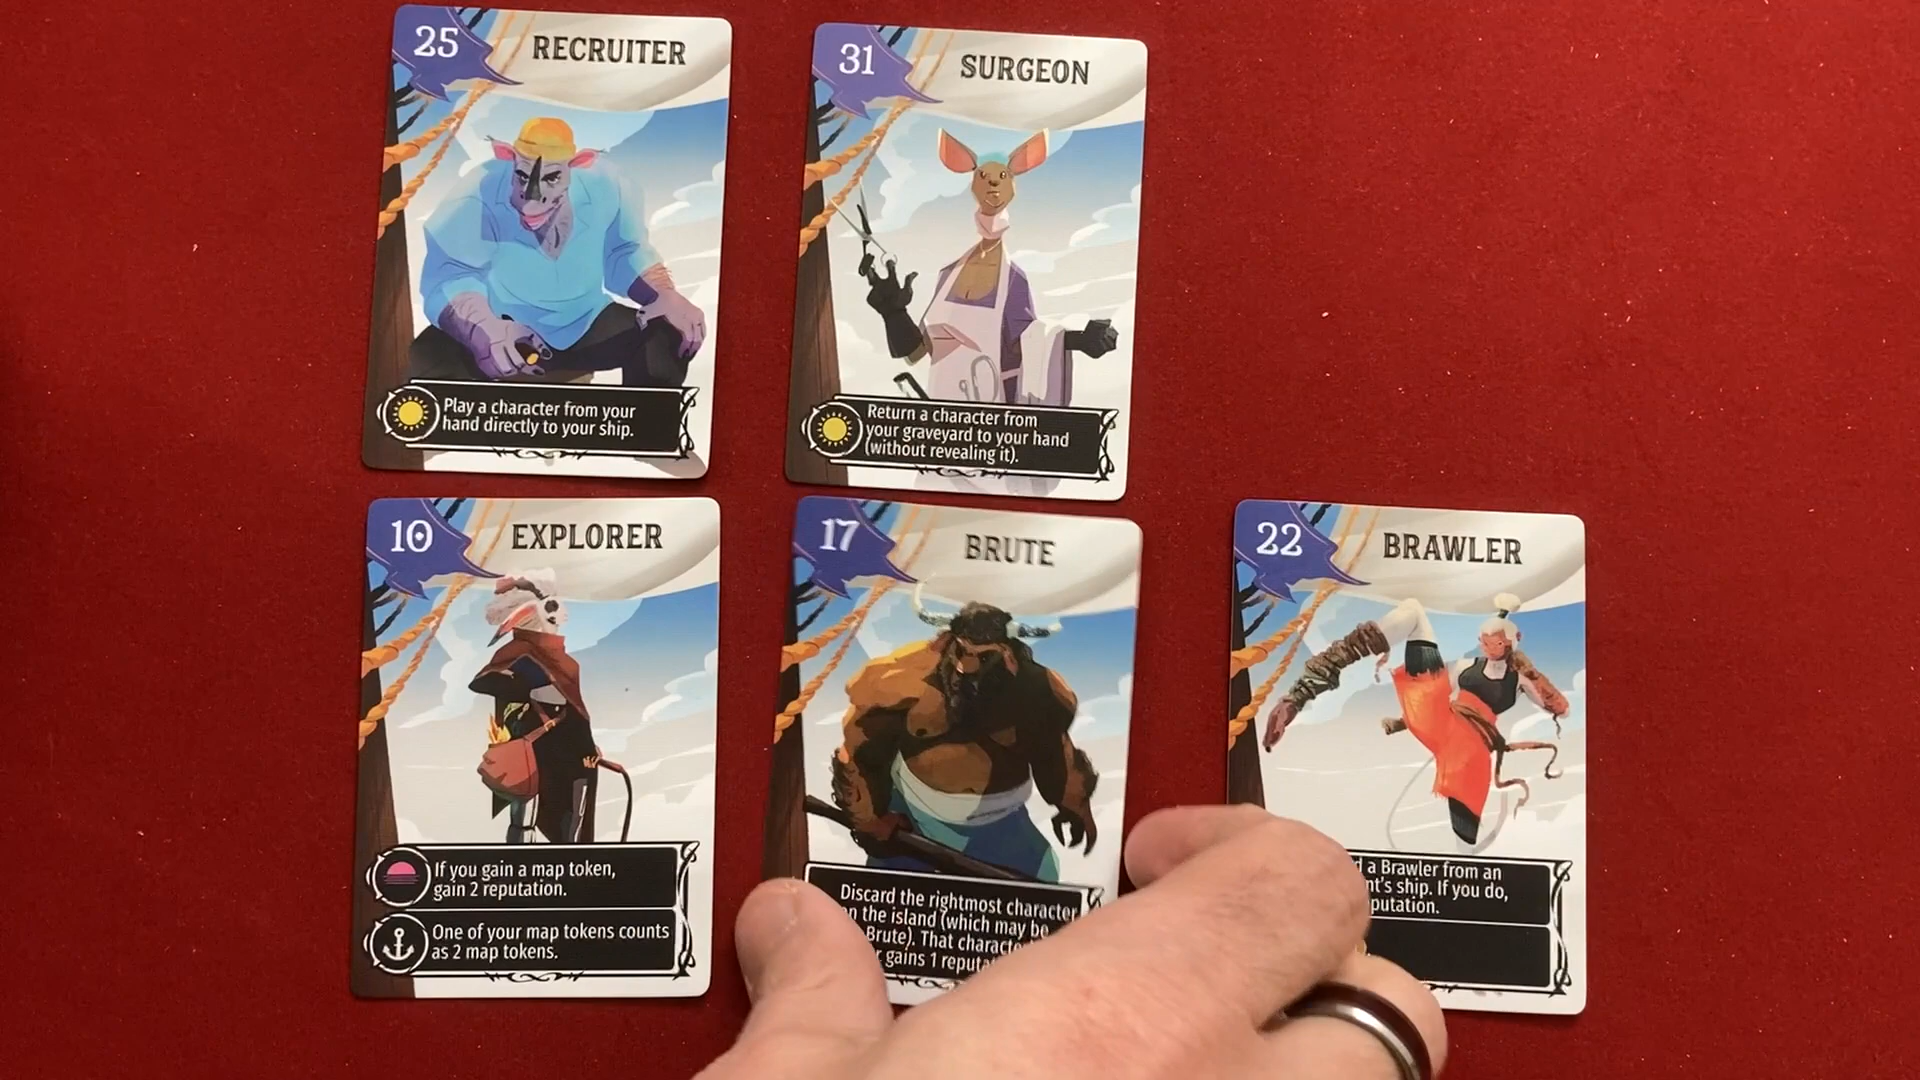 25
RECRUITER
Play a character from your
hand directly to your ship.
31
SURGEON
Return a character from
your graveyard to your hand
(without revealing it).
10
EXPLORER
If you gain a map token,
gain 2 reputation.
One of your map tokens counts
as 2 map tokens.
17
BRUTE
Discard the rightmost character
the island (which may be
Brute). That
gains 1
22
BRAWLER
a Brawler from an
ship. If you do,